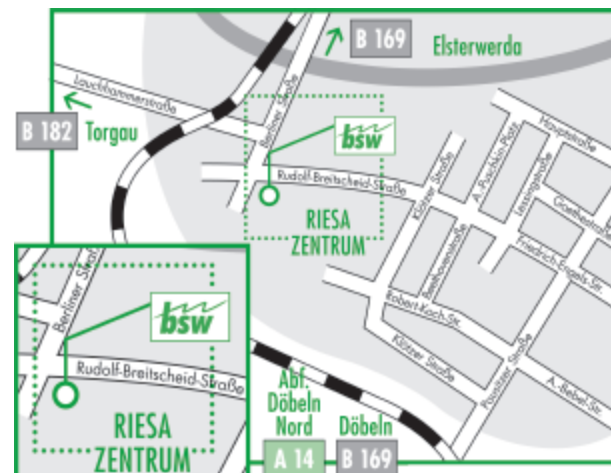 B 169
Elsterwerda
Lauchhammerstraße
B 182
Torgau
Berliner Straße
bsw
Rudolf-Breitscheid-Straße
RIESA
ZENTRUM
Klötzer Straße
A.-Puschkin-Platz
Hauptstraße
Lessingstraße
Goethestraße
Beethovenstraße
Friedrich-Engels-Str.
Robert-Koch-Str.
Klötzer Straße
Pausitzer Straße
A.-Bebel-Str.
Berliner Straß
bsw
Rudolf-Breitscheid-Straße
RIESA
ZENTRUM
Abf.
Döbeln
Nord
A 14
Döbeln
B 169